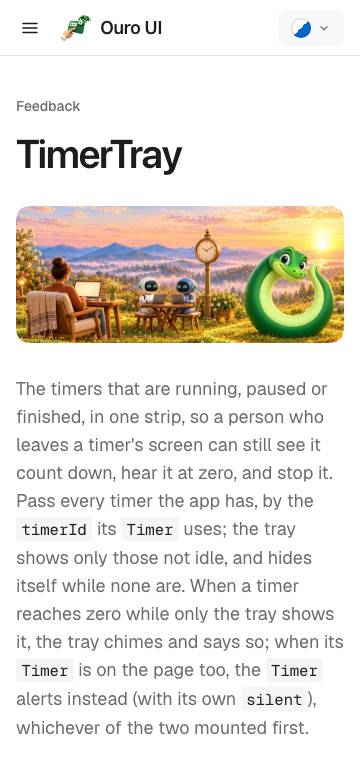 Ouro UI
Feedback
TimerTray
The timers that are running, paused or
finished, in one strip, so a person who
leaves a timer's screen can still see it
count down, hear it at zero, and stop it.
Pass every timer the app has, by the
timerId its Timer uses; the tray
shows only those not idle, and hides
itself while none are. When a timer
reaches zero while only the tray shows
it, the tray chimes and says so; when its
Timer is on the page too, the Timer
alerts instead (with its own silent ),
whichever of the two mounted first.